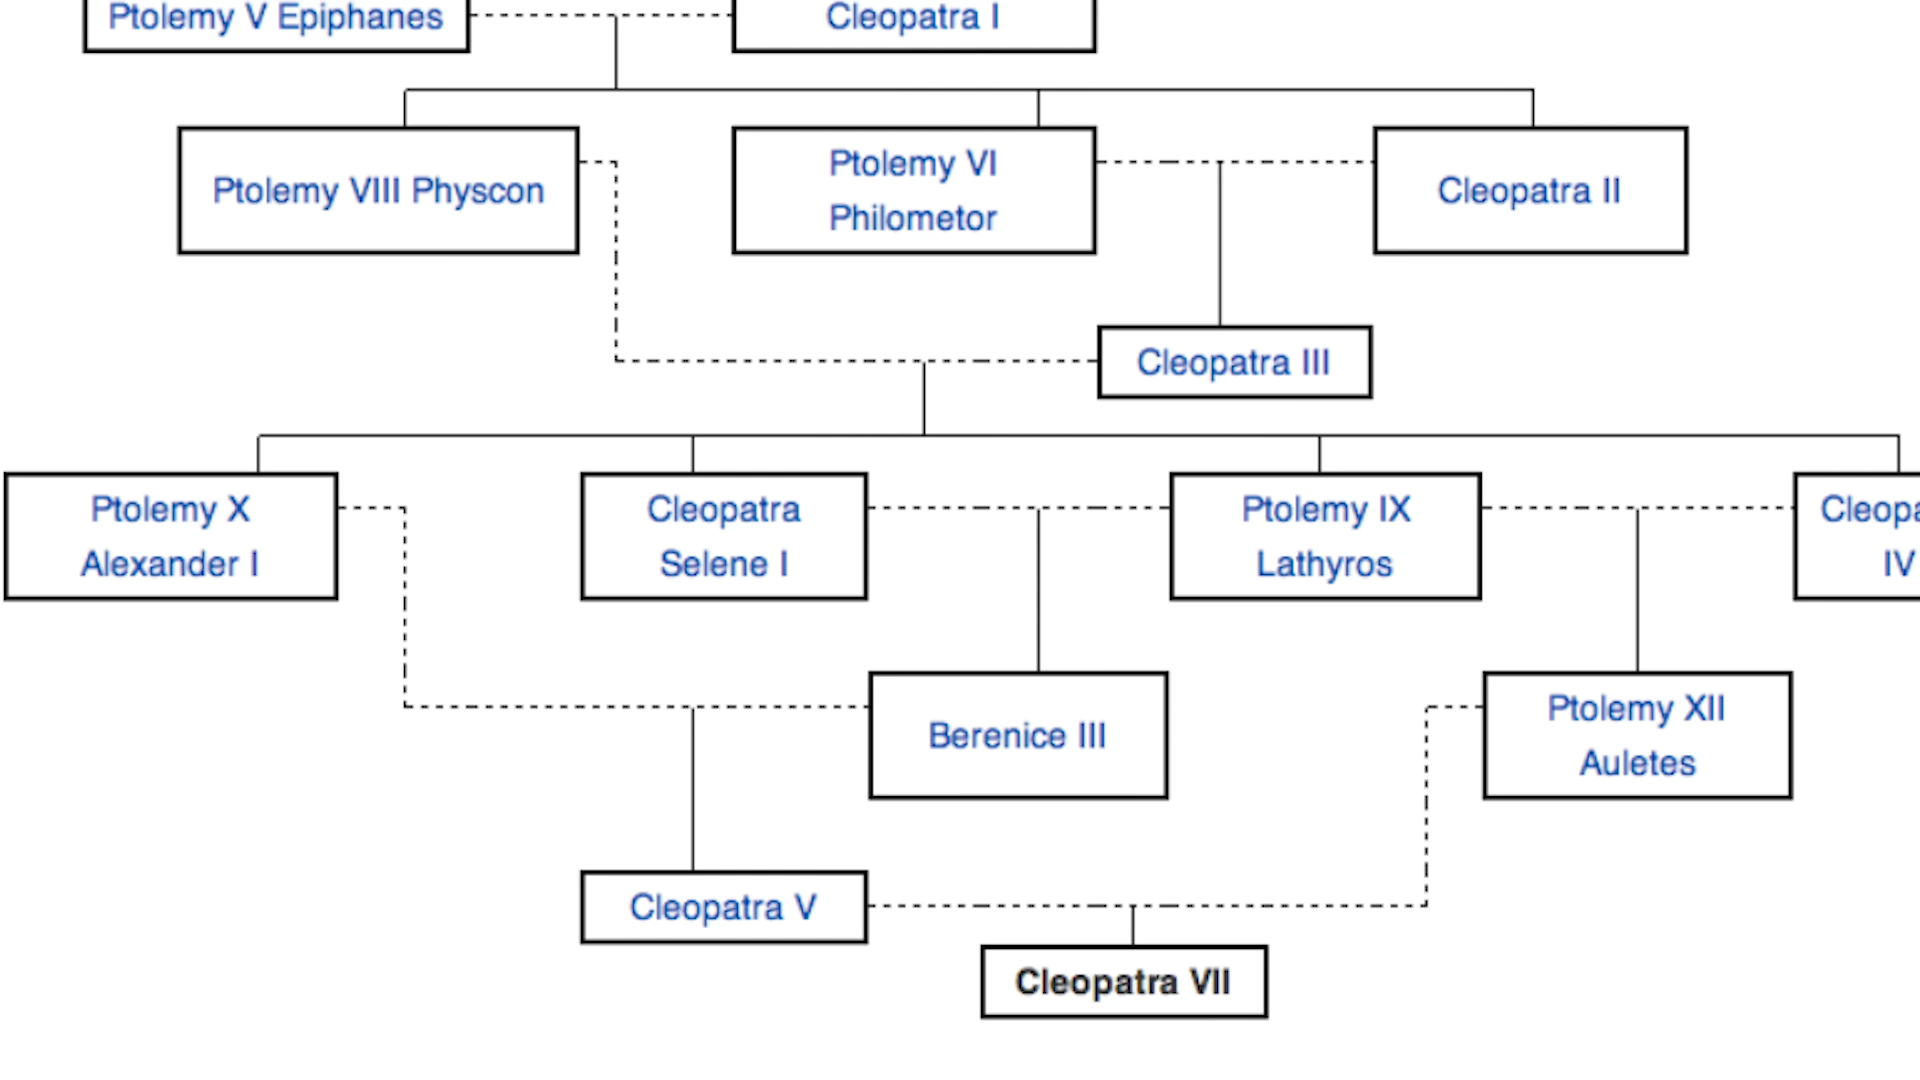 Ptolemy V Epiphanes
Cleopatra I
Ptolemy VIII Physcon
Ptolemy VI
Philometor
Cleopatra II
Cleopatra III
Ptolemy X
Alexander I
Cleopatra
Selene I
Ptolemy IX
Lathyros
Cleopa
IV
Berenice III
Ptolemy XII
Auletes
Cleopatra V
Cleopatra VII